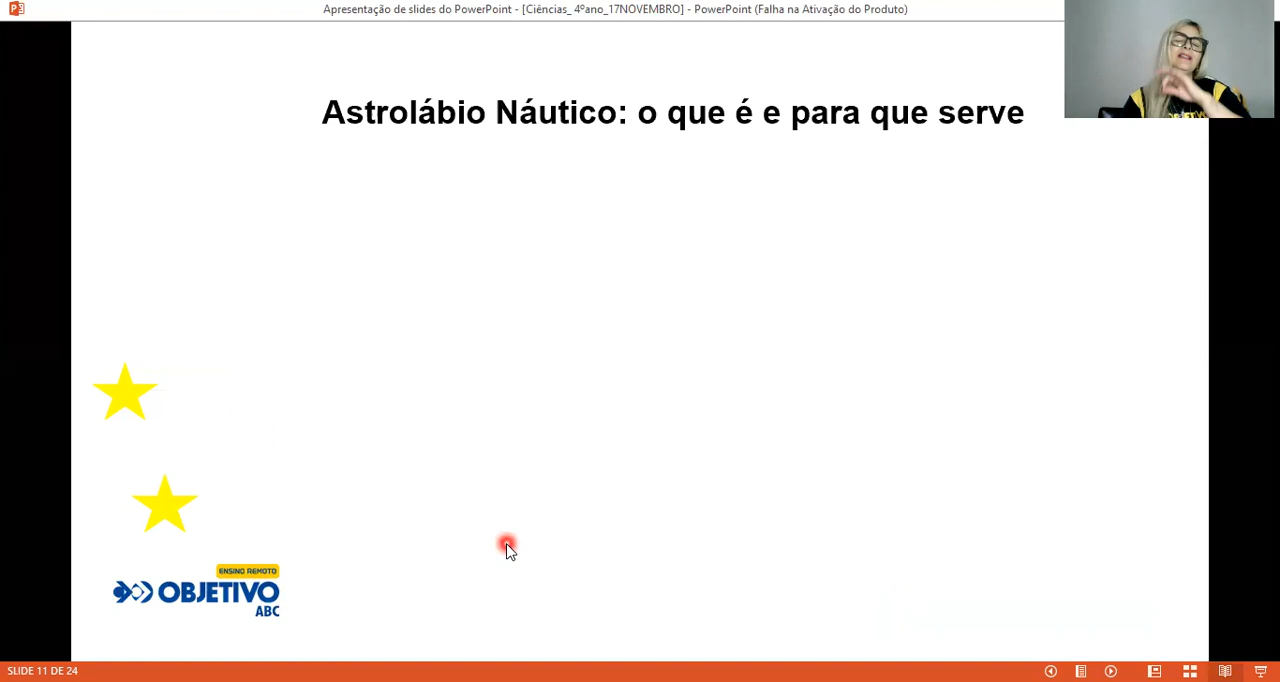 Apresentação de slides do PowerPoint - [Ciências_ 4ºano_17NOVEMBRO] - PowerPoint (Falha na Ativação do Produto)
Astrolábio Náutico: o que é e para que serve
ENSINO REMOTO
OBJETIVO
ABC
SLIDE 11 DE 24